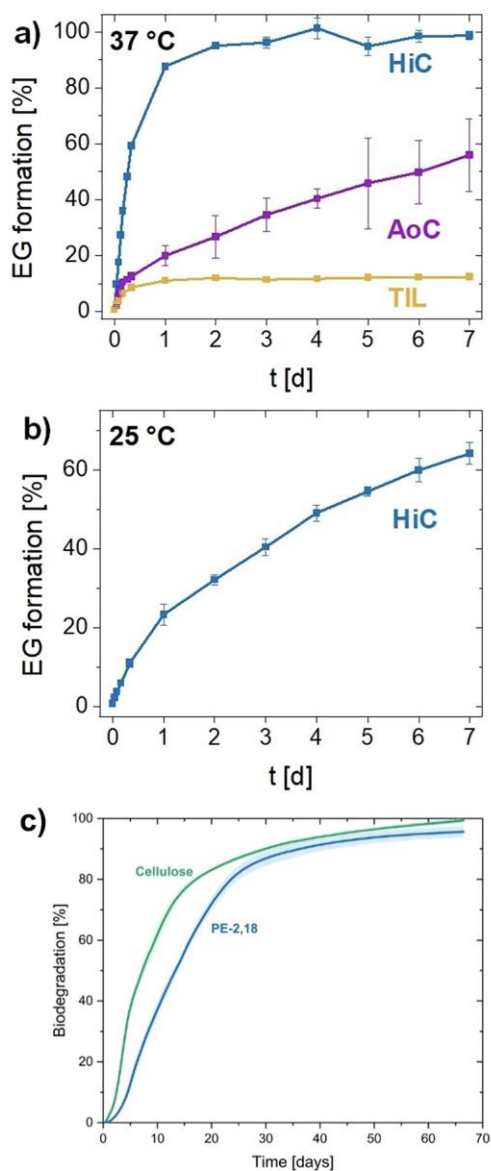 a)
37 °C
EG formation [%]
100
80
60
40
20
0
HiC
AoC
TIL
0 1 2 3 4 5 6 7
t [d]
b)
25 °C
EG formation [%]
60
40
20
0
HiC
0 1 2 3 4 5 6 7
t [d]
c)
Biodegradation [%]
100
80
60
40
20
0
Cellulose
PE-2,18
0 10 20 30 40 50 60 70
Time [days]